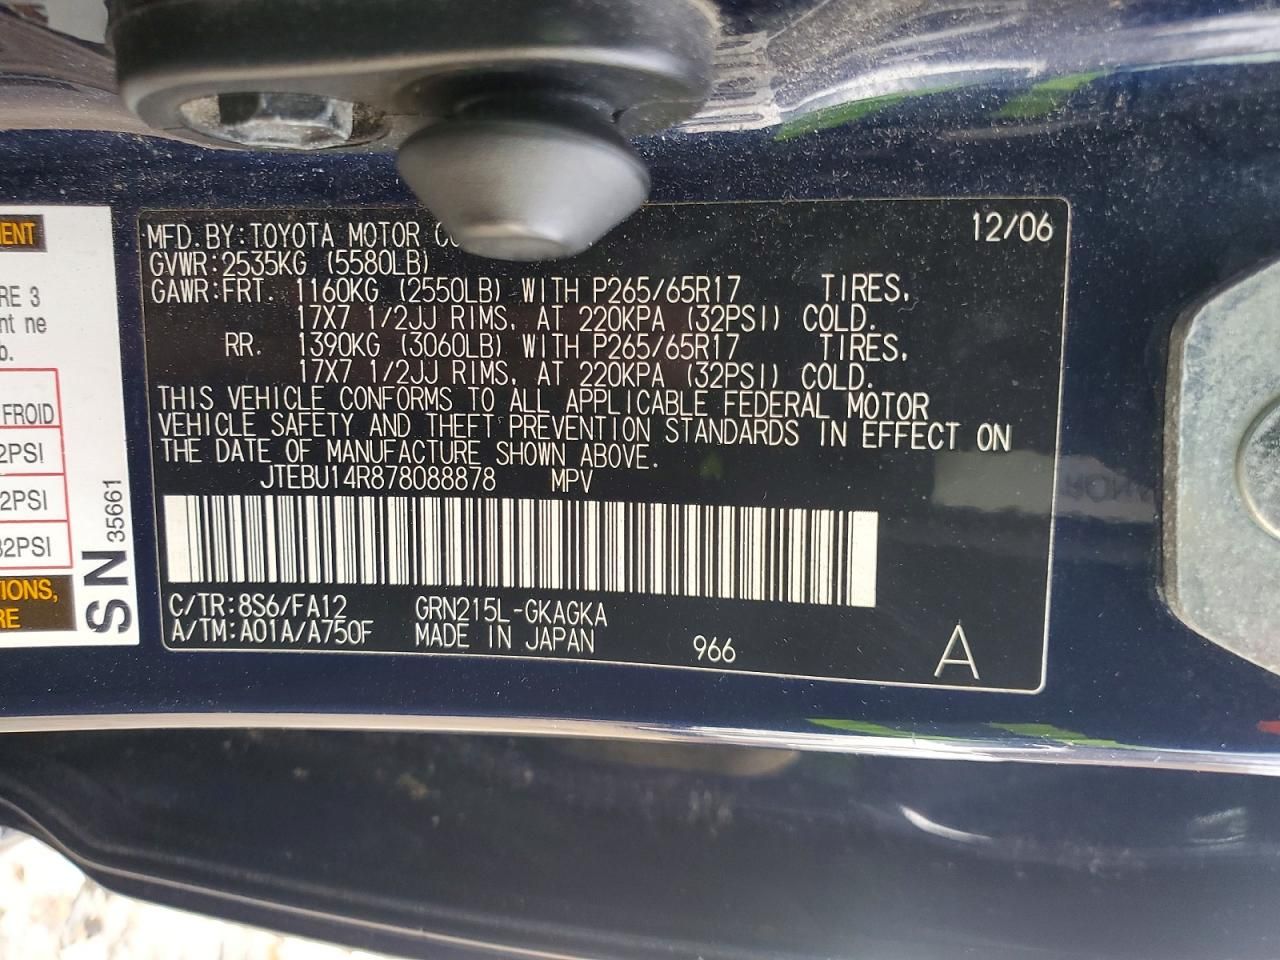 MFD. BY: TOYOTA MOTOR 12/06
GVWR: 2535KG (5580LB)
GAWR: FRT. 1160KG (2550LB) WITH P265/65R17 TIRES,
17X7 1/2JJ RIMS, AT 220KPA (32PSI) COLD.
RR. 1390KG (3060LB) WITH P265/65R17 TIRES,
17X7 1/2JJ RIMS, AT 220KPA (32PSI) COLD.
THIS VEHICLE CONFORMS TO ALL APPLICABLE FEDERAL MOTOR
VEHICLE SAFETY AND THEFT PREVENTION STANDARDS IN EFFECT ON
THE DATE OF MANUFACTURE SHOWN ABOVE.
JTEBU14R878088878 MPV
C/TR: 8S6/FA12 GRN215L-GKAGKA
A/TM: A01A/A750F MADE IN JAPAN 966 A
RE 3
nt ne
b.
FROID
2PSI
2PSI
32PSI
SN 35661